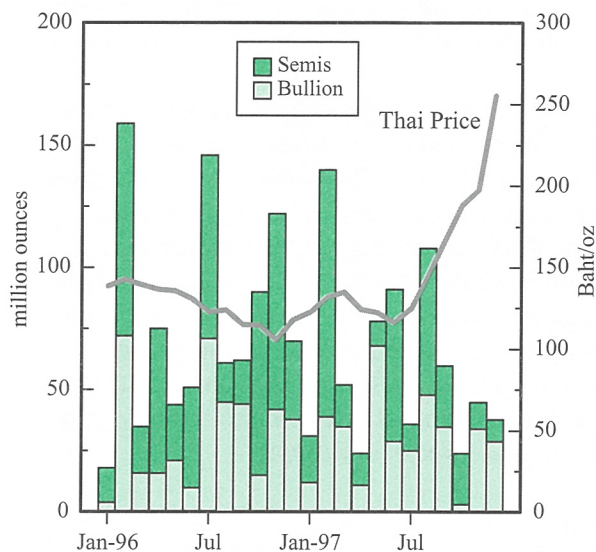 200
150
100
50
0
million ounces
Semis
Bullion
Thai Price
300
250
200
150
100
50
0
Baht/oz
Jan-96
Jul
Jan-97
Jul